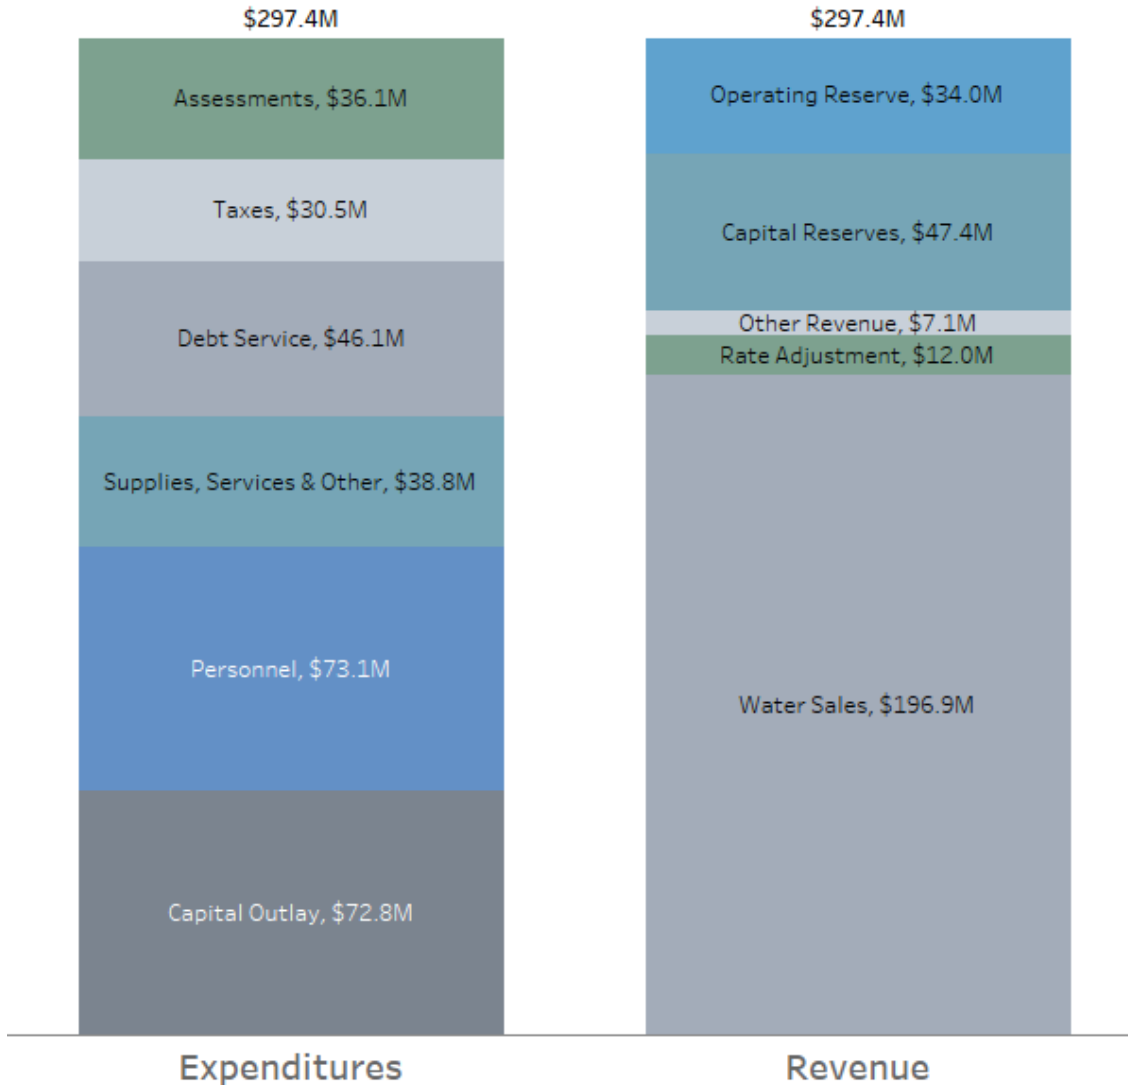 $297.4M
$297.4M
Assessments, $36.1M
Taxes, $30.5M
Debt Service, $46.1M
Supplies, Services & Other, $38.8M
Personnel, $73.1M
Capital Outlay, $72.8M
Operating Reserve, $34.0M
Capital Reserves, $47.4M
Other Revenue, $7.1M
Rate Adjustment, $12.0M
Water Sales, $196.9M
Expenditures
Revenue